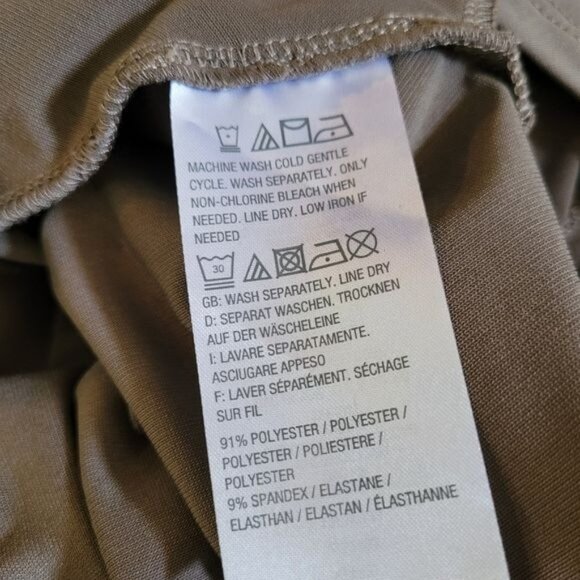 MACHINE WASH COLD GENTLE
CYCLE. WASH SEPARATELY. ONLY
NON-CHLORINE BLEACH WHEN
NEEDED. LINE DRY. LOW IRON IF
NEEDED
30
GB: WASH SEPARATELY. LINE DRY
D: SEPARAT WASCHEN. TROCKNEN
AUF DER WÄSCHELEINE
I: LAVARE SEPARATAMENTE.
ASCIUGARE APPESO
F: LAVER SÉPARÉMENT. SÉCHAGE
SUR FIL
91% POLYESTER / POLYESTER /
POLYESTER / POLIESTERE /
POLYESTER
9% SPANDEX / ELASTANE /
ELASTHAN / ELASTAN / ÉLASTHANNE